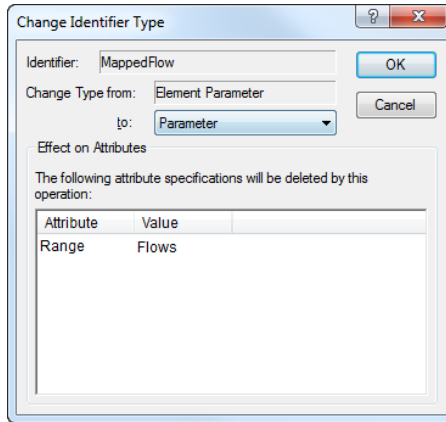 Change Identifier Type
Identifier: MappedFlow
OK
Change Type from: Element Parameter
Cancel
to: Parameter
Effect on Attributes
The following attribute specifications will be deleted by this
operation:
Attribute Value
Range Flows